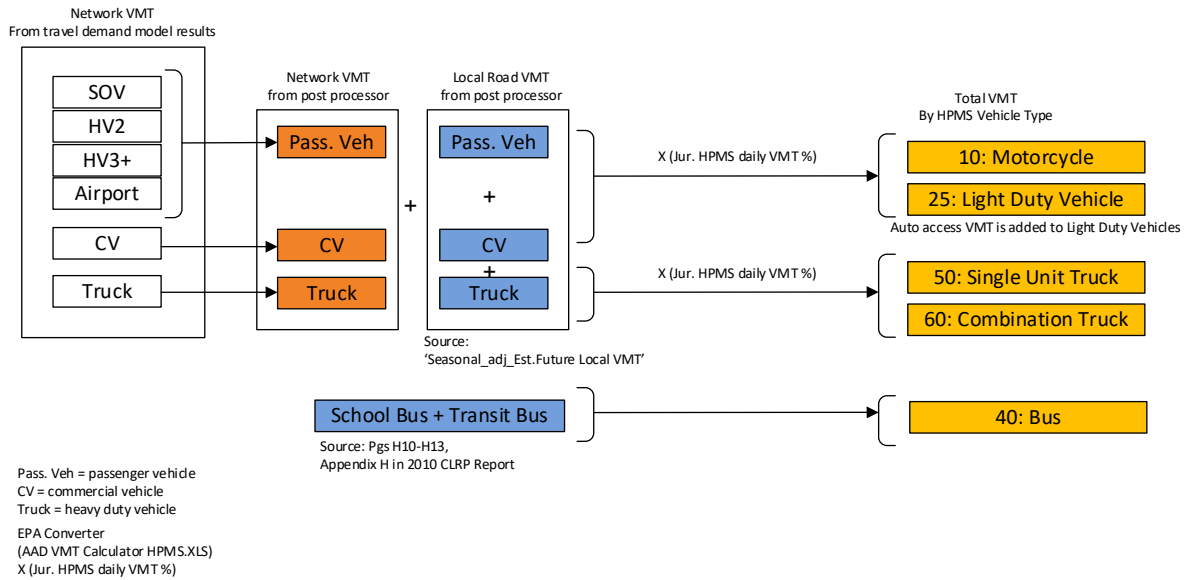 Network VMT
From travel demand model results
SOV
HV2
HV3+
Airport
CV
Truck
Network VMT
from post processor
Pass. Veh
CV
Truck
+
Local Road VMT
from post processor
Pass. Veh
+
CV
+
Truck
Source:
‘Seasonal_adj_Est.Future Local VMT’
X (Jur. HPMS daily VMT %)
X (Jur. HPMS daily VMT %)
Total VMT
By HPMS Vehicle Type
10: Motorcycle
25: Light Duty Vehicle
Auto access VMT is added to Light Duty Vehicles
50: Single Unit Truck
60: Combination Truck
School Bus + Transit Bus
40: Bus
Source: Pgs H10-H13,
Appendix H in 2010 CLRP Report
Pass. Veh = passenger vehicle
CV = commercial vehicle
Truck = heavy duty vehicle
EPA Converter
(AAD VMT Calculator HPMS.XLS)
X (Jur. HPMS daily VMT %)